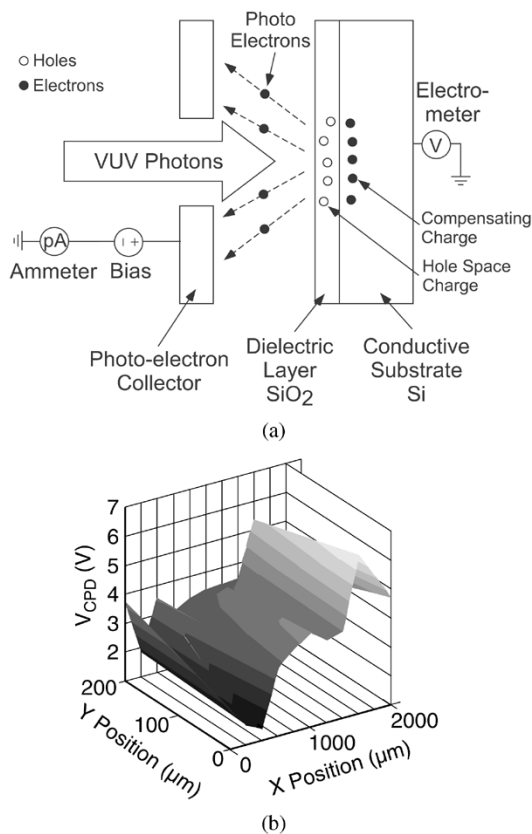 Photo
Electrons
Holes
Electrons
VUV Photons
Electro-
meter
V
Compensating
Charge
Hole Space
Charge
pA
Ammeter
Bias
Photo-electron
Collector
Dielectric
Layer
SiO₂
Conductive
Substrate
Si
(a)
V_CPD (V)
7
6
5
4
3
2
200
100
0
Y Position (µm)
0
1000
2000
X Position (µm)
(b)